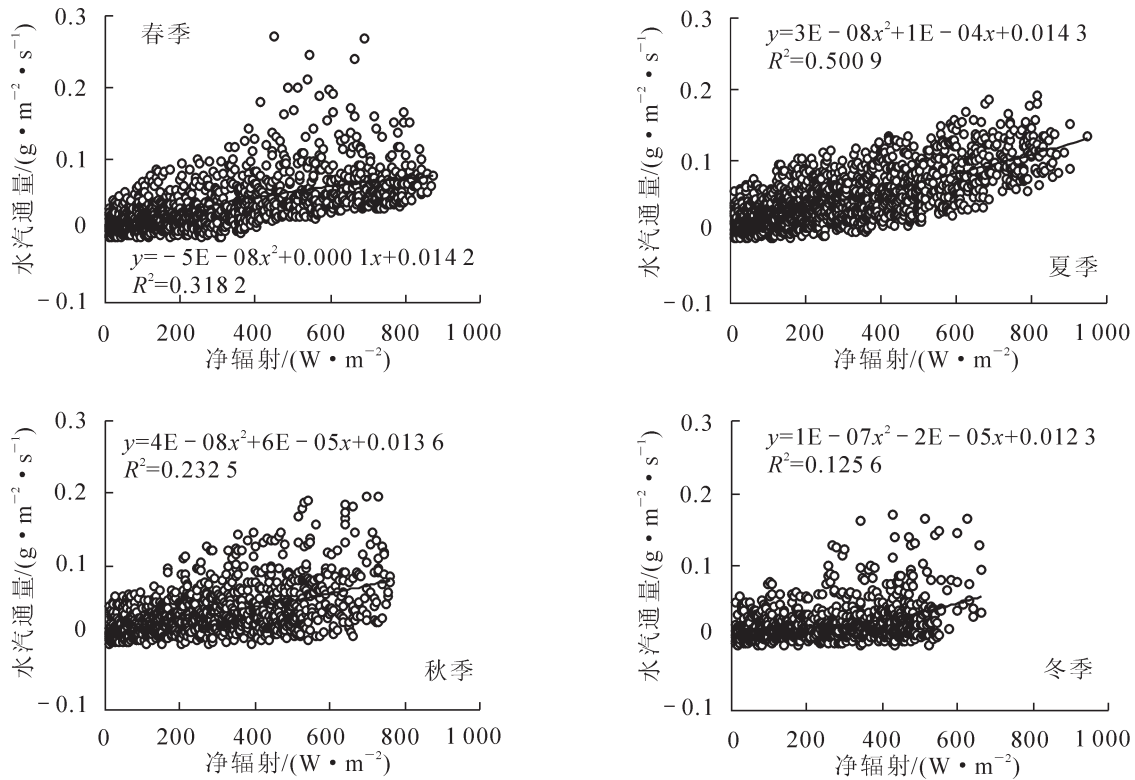 0.3
春季
0.2
0.1
0
−0.1
水汽通量/(g·m⁻²·s⁻¹)
y=−5E−08x²+0.000 1x+0.014 2
R²=0.318 2
0 200 400 600 800 1 000
净辐射/(W·m⁻²)
0.3
y=3E−08x²+1E−04x+0.014 3
R²=0.500 9
0.2
0.1
0
−0.1
水汽通量/(g·m⁻²·s⁻¹)
夏季
0 200 400 600 800 1 000
净辐射/(W·m⁻²)
0.3
y=4E−08x²+6E−05x+0.013 6
R²=0.232 5
0.2
0.1
0
−0.1
水汽通量/(g·m⁻²·s⁻¹)
秋季
0 200 400 600 800 1 000
净辐射/(W·m⁻²)
0.3
y=1E−07x²−2E−05x+0.012 3
R²=0.125 6
0.2
0.1
0
−0.1
水汽通量/(g·m⁻²·s⁻¹)
冬季
0 200 400 600 800 1 000
净辐射/(W·m⁻²)